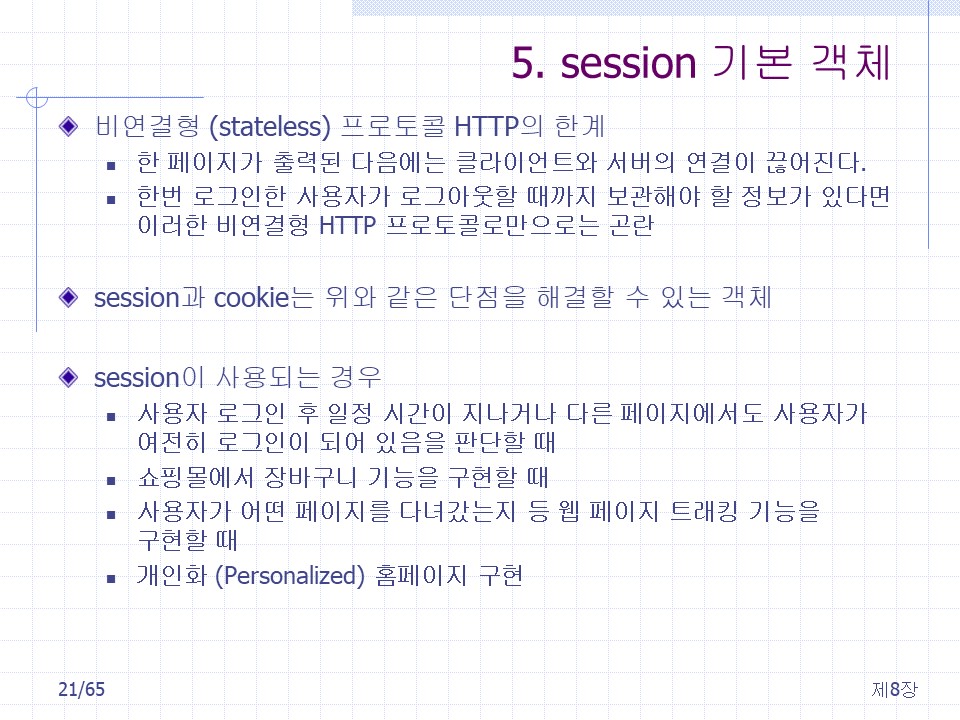 5. session 기본 객체
비연결형 (stateless) 프로토콜 HTTP의 한계
한 페이지가 출력된 다음에는 클라이언트와 서버의 연결이 끊어진다.
한번 로그인한 사용자가 로그아웃할 때까지 보관해야 할 정보가 있다면
이러한 비연결형 HTTP 프로토콜로만으로는 곤란
session과 cookie는 위와 같은 단점을 해결할 수 있는 객체
session이 사용되는 경우
사용자 로그인 후 일정 시간이 지나거나 다른 페이지에서도 사용자가
여전히 로그인이 되어 있음을 판단할 때
쇼핑몰에서 장바구니 기능을 구현할 때
사용자가 어떤 페이지를 다녀갔는지 등 웹 페이지 트래킹 기능을
구현할 때
개인화 (Personalized) 홈페이지 구현
21/65
제8장